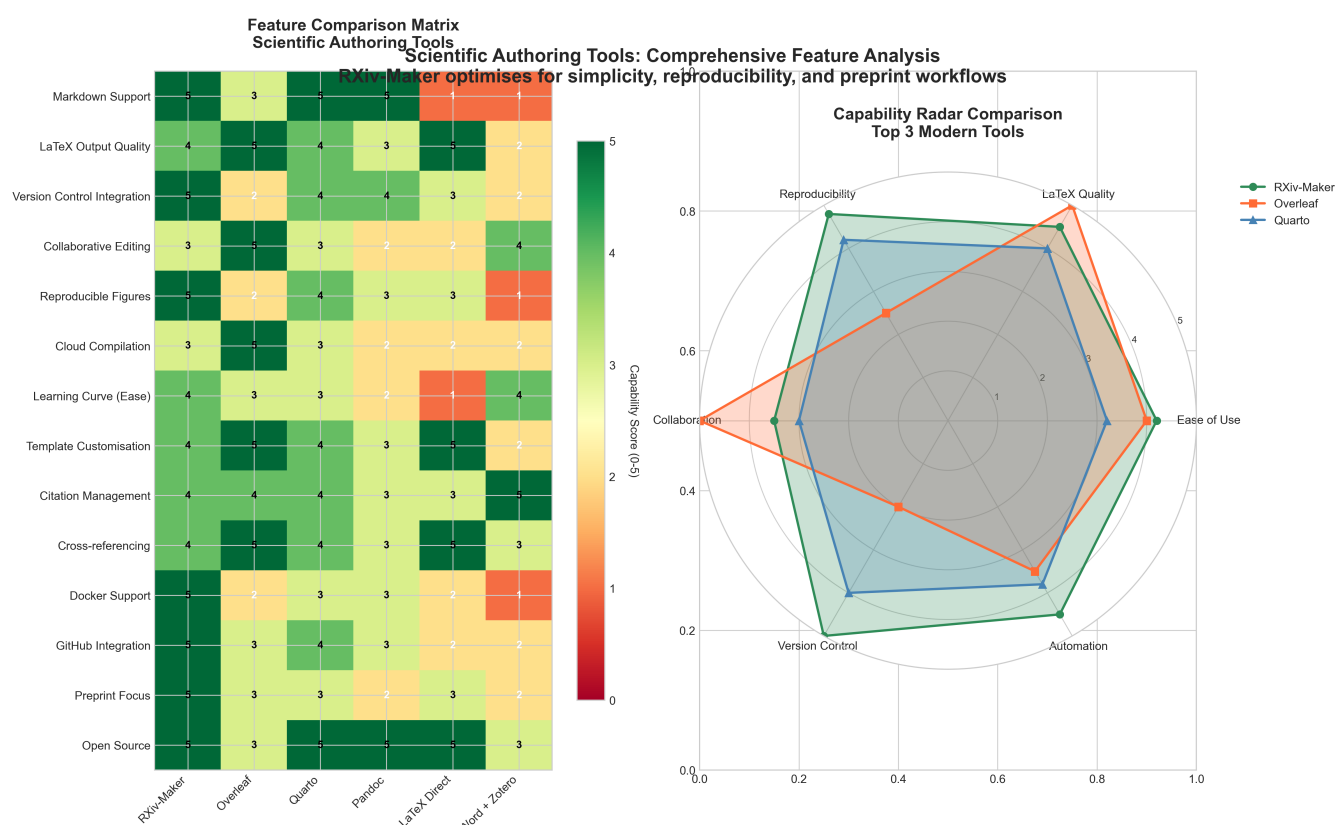 Feature Comparison Matrix
Scientific Authoring Tools
Scientific Authoring Tools: Comprehensive Feature Analysis
RXiv-Maker optimises for simplicity, reproducibility, and preprint workflows
Markdown Support 5 3 5 5 1 1
LaTeX Output Quality 4 5 4 3 5 2
Version Control Integration 5 2 4 4 3 2
Collaborative Editing 3 5 3 2 2 4
Reproducible Figures 5 2 4 3 3 1
Cloud Compilation 3 5 3 2 2 2
Learning Curve (Ease) 4 3 3 2 1 4
Template Customisation 4 5 4 3 5 2
Citation Management 4 4 4 3 3 5
Cross-referencing 4 5 4 3 5 3
Docker Support 5 2 3 3 2 1
GitHub Integration 5 3 4 3 2 2
Preprint Focus 5 3 3 2 3 2
Open Source 5 3 5 5 5 3
RXiv-Maker
Overleaf
Quarto
Pandoc
LaTeX Direct
Word + Zotero
5
4
3
2
1
0
Capability Score (0-5)
Capability Radar Comparison
Top 3 Modern Tools
1.0
0.8
0.6
0.4
0.2
0.0
0.0 0.2 0.4 0.6 0.8 1.0
Reproducibility
LaTeX Quality
Collaboration
Ease of Use
Version Control
Automation
1
2
3
4
5
RXiv-Maker
Overleaf
Quarto